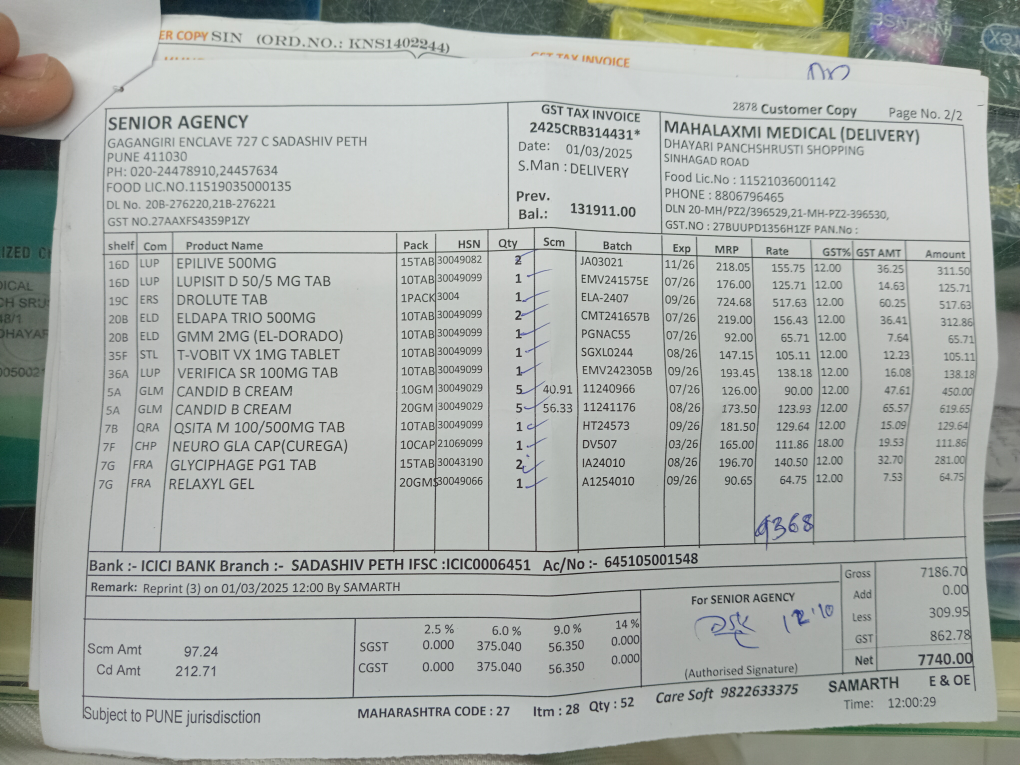 ER COPY SIN (ORD.NO.: KNS1402244)
GST TAX INVOICE
2878 Customer Copy Page No. 2/2
SENIOR AGENCY
GAGANGIRI ENCLAVE 727 C SADASHIV PETH
PUNE 411030
PH: 020-24478910,24457634
FOOD LIC.NO.11519035000135
DL No. 20B-276220,21B-276221
GST NO.27AAXFS4359P1ZY
GST TAX INVOICE
2425CRB314431*
Date: 01/03/2025
S.Man : DELIVERY
Prev.
Bal.: 131911.00
MAHALAXMI MEDICAL (DELIVERY)
DHAYARI PANCHSHRUSTI SHOPPING
SINHAGAD ROAD
Food Lic.No : 11521036001142
PHONE : 8806796465
DLN 20-MH/PZ2/396529,21-MH-PZ2-396530,
GST.NO : 27BUUPD1356H1ZF PAN.No :
shelf Com Product Name Pack HSN Qty Scm Batch Exp MRP Rate GST% GST AMT Amount
16D LUP EPILIVE 500MG 15TAB 30049082 2 JA03021 11/26 218.05 155.75 12.00 36.25 311.50
16D LUP LUPISIT D 50/5 MG TAB 10TAB 30049099 1 EMV241575E 07/26 176.00 125.71 12.00 14.63 125.71
19C ERS DROLUTE TAB 1PACK 3004 1 ELA-2407 09/26 724.68 517.63 12.00 60.25 517.63
20B ELD ELDAPA TRIO 500MG 10TAB 30049099 2 CMT241657B 07/26 219.00 156.43 12.00 36.41 312.86
20B ELD GMM 2MG (EL-DORADO) 10TAB 30049099 1 PGNAC55 07/26 92.00 65.71 12.00 7.64 65.71
35F STL T-VOBIT VX 1MG TABLET 10TAB 30049099 1 SGXL0244 08/26 147.15 105.11 12.00 12.23 105.11
36A LUP VERIFICA SR 100MG TAB 10TAB 30049099 1 EMV242305B 09/26 193.45 138.18 12.00 16.08 138.18
5A GLM CANDID B CREAM 10GM 30049029 5 40.91 11240966 07/26 126.00 90.00 12.00 47.61 450.00
5A GLM CANDID B CREAM 20GM 30049029 5 56.33 11241176 08/26 173.50 123.93 12.00 65.57 619.65
7B QRA QSITA M 100/500MG TAB 10TAB 30049099 1 HT24573 09/26 181.50 129.64 12.00 15.09 129.64
7F CHP NEURO GLA CAP(CUREGA) 10CAP 21069099 1 DV507 03/26 165.00 111.86 18.00 19.53 111.86
7G FRA GLYCIPHAGE PG1 TAB 15TAB 30043190 2 IA24010 08/26 196.70 140.50 12.00 32.70 281.00
7G FRA RELAXYL GEL 20GMS 30049066 1 A1254010 09/26 90.65 64.75 12.00 7.53 64.75
9368
Bank :- ICICI BANK Branch :- SADASHIV PETH IFSC :ICIC0006451 Ac/No :- 645105001548
Remark: Reprint (3) on 01/03/2025 12:00 By SAMARTH
Scm Amt 97.24
Cd Amt 212.71
2.5 % 6.0 % 9.0 % 14 %
SGST 0.000 375.040 56.350 0.000
CGST 0.000 375.040 56.350 0.000
For SENIOR AGENCY
12'10
(Authorised Signature)
Gross 7186.70
Add 0.00
Less 309.95
GST 862.78
Net 7740.00
Subject to PUNE jurisdiction
MAHARASHTRA CODE : 27 Itm : 28 Qty : 52 Care Soft 9822633375 SAMARTH E & OE
Time: 12:00:29